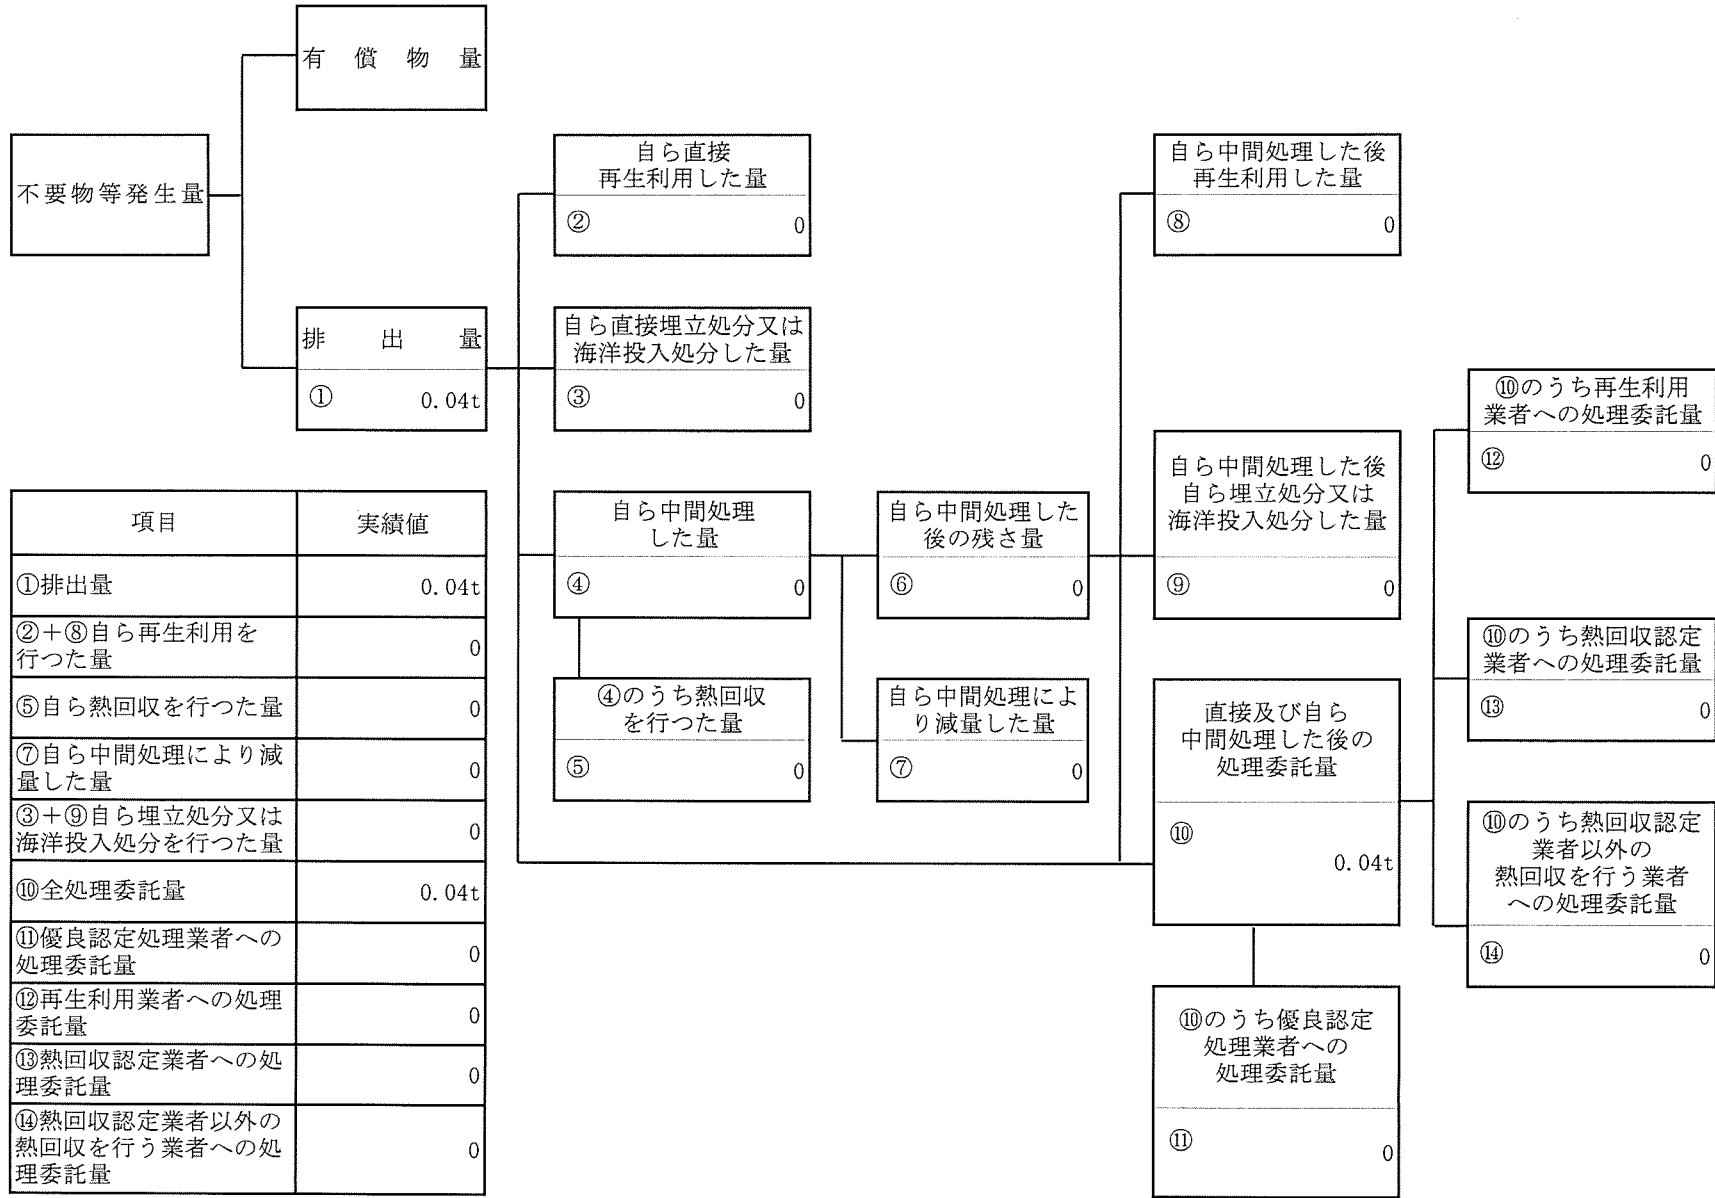 有償物量
不要物等発生量
自ら直接
再生利用した量
② 0
自ら中間処理した後
再生利用した量
⑧ 0
排出量
① 0.04t
自ら直接埋立処分又は
海洋投入処分した量
③ 0
⑩のうち再生利用
業者への処理委託量
⑫ 0
自ら中間処理
した量
④ 0
自ら中間処理した
後の残さ量
⑥ 0
自ら中間処理した後
自ら埋立処分又は
海洋投入処分した量
⑨ 0
⑩のうち熱回収認定
業者への処理委託量
⑬ 0
④のうち熱回収
を行つた量
⑤ 0
自ら中間処理によ
り減量した量
⑦ 0
直接及び自ら
中間処理した後の
処理委託量
⑩
0.04t
⑩のうち熱回収認定
業者以外の
熱回収を行う業者
への処理委託量
⑭ 0
⑩のうち優良認定
処理業者への
処理委託量
⑪ 0
項目 実績値
①排出量 0.04t
②+⑧自ら再生利用を
行つた量 0
⑤自ら熱回収を行つた量 0
⑦自ら中間処理により減
量した量 0
③+⑨自ら埋立処分又は
海洋投入処分を行つた量 0
⑩全処理委託量 0.04t
⑪優良認定処理業者への
処理委託量 0
⑫再生利用業者への処理
委託量 0
⑬熱回収認定業者への処
理委託量 0
⑭熱回収認定業者以外の
熱回収を行う業者への処
理委託量 0